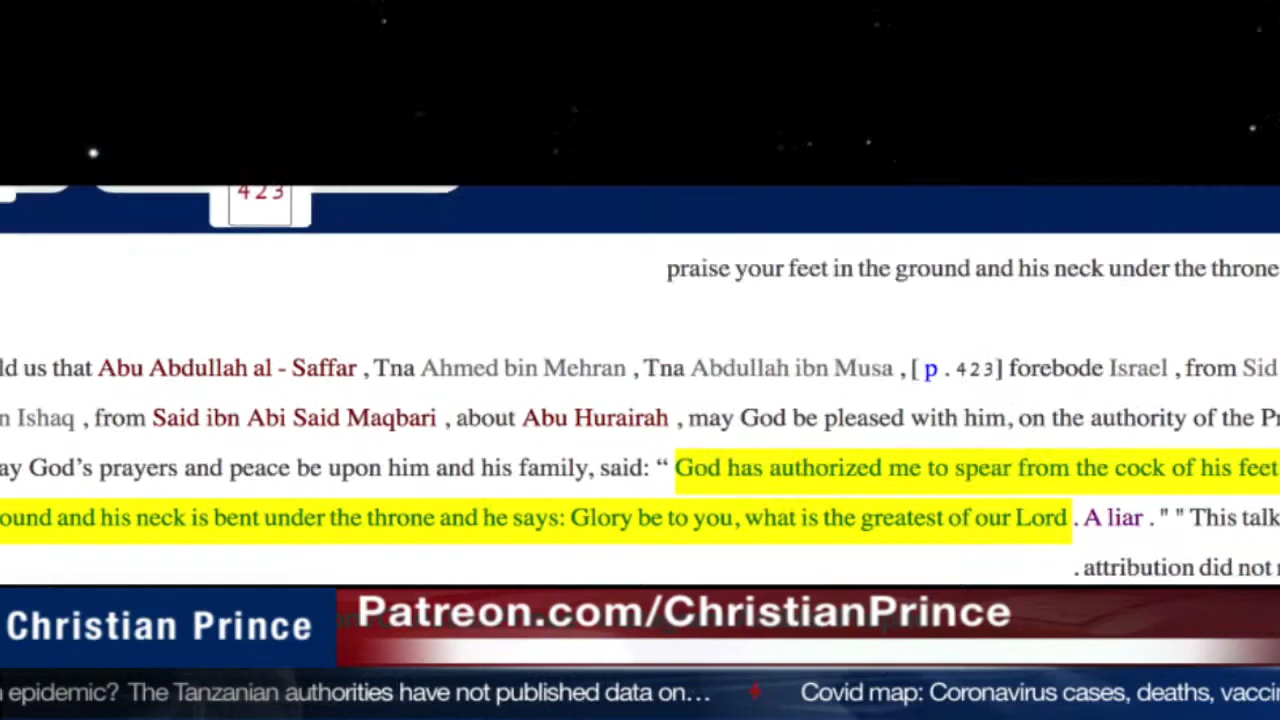 423
praise your feet in the ground and his neck under the throne
ld us that Abu Abdullah al - Saffar , Tna Ahmed bin Mehran , Tna Abdullah ibn Musa , [ p . 423] forebode Israel , from Sid
n Ishaq , from Said ibn Abi Said Maqbari , about Abu Hurairah , may God be pleased with him, on the authority of the Pr
ay God's prayers and peace be upon him and his family, said: “ God has authorized me to spear from the cock of his feet
ound and his neck is bent under the throne and he says: Glory be to you, what is the greatest of our Lord . A liar . " " This talk
. attribution did not
Christian Prince
Patreon.com/ChristianPrince
epidemic? The Tanzanian authorities have not published data on… Covid map: Coronavirus cases, deaths, vacci